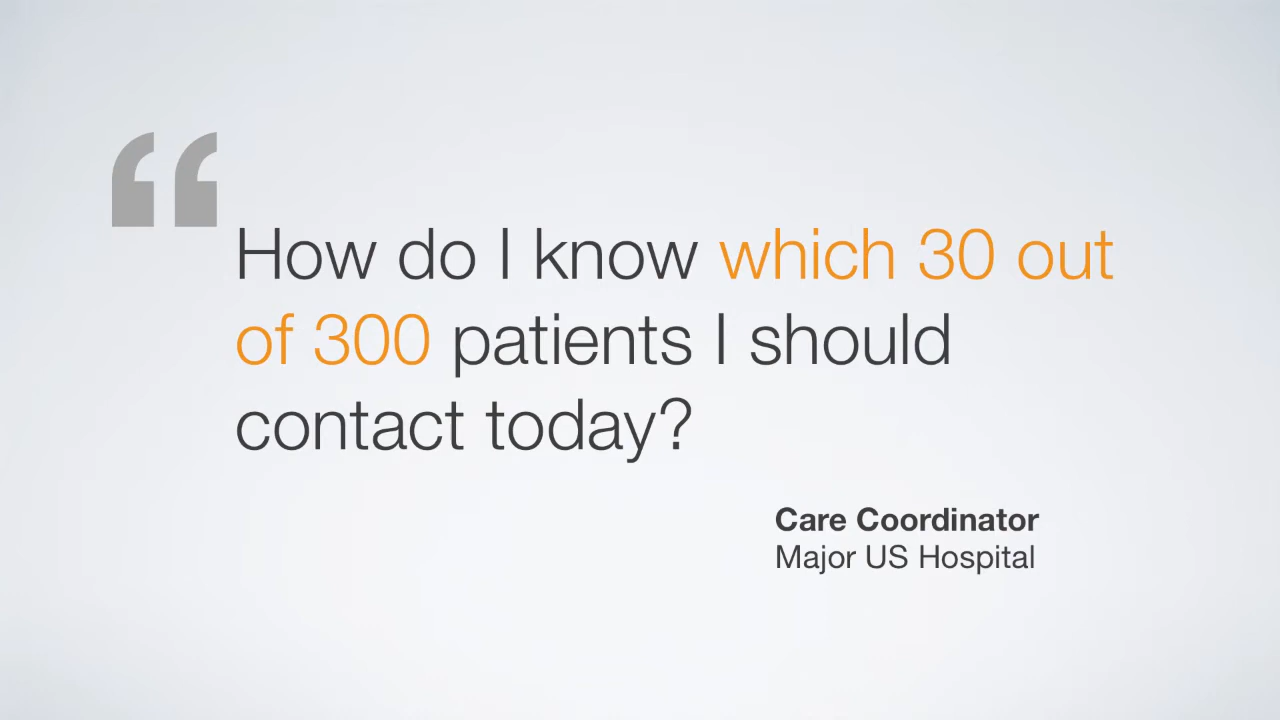 “
How do I know which 30 out
of 300 patients I should
contact today?
Care Coordinator
Major US Hospital